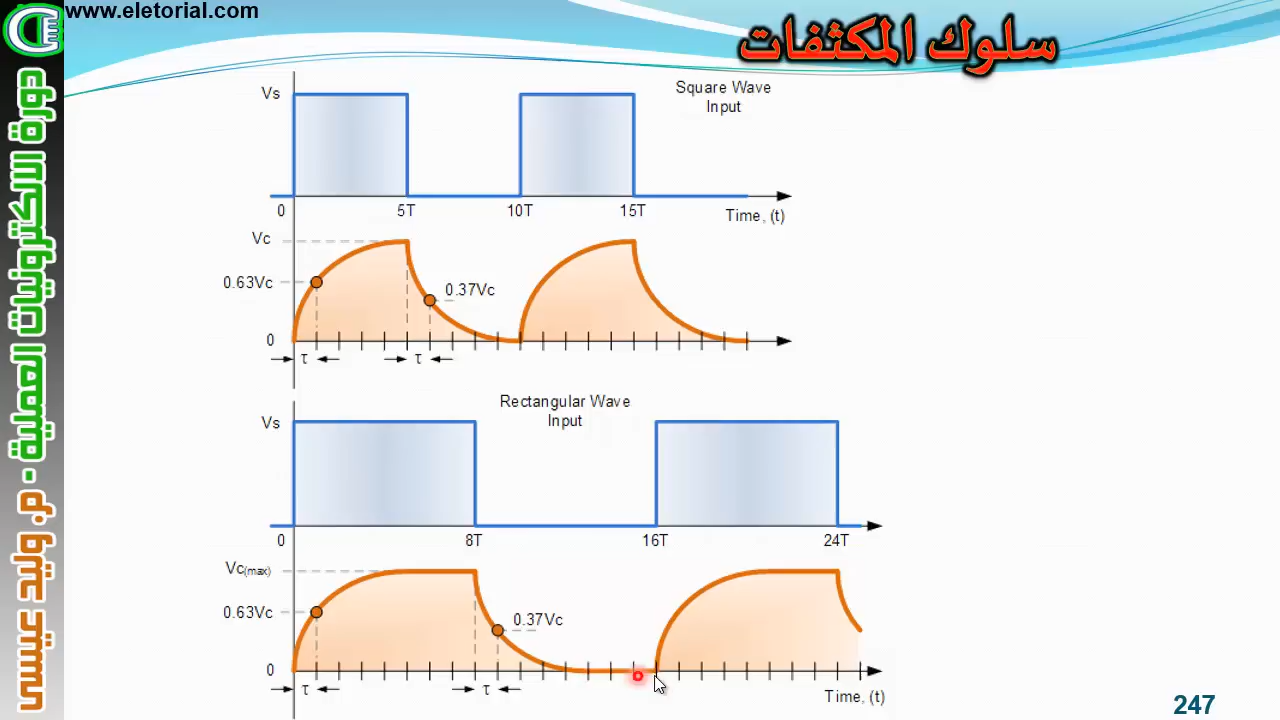 www.eletorial.com
سلوك المكثفات
دورة الالكترونيات العملية - م. وليد عيسى
Square Wave
Input
Vs
0
5T
10T
15T
Time, (t)
Vc
0.63Vc
0.37Vc
0
τ
τ
Rectangular Wave
Input
Vs
0
8T
16T
24T
Vc(max)
0.63Vc
0.37Vc
0
τ
τ
Time, (t)
247